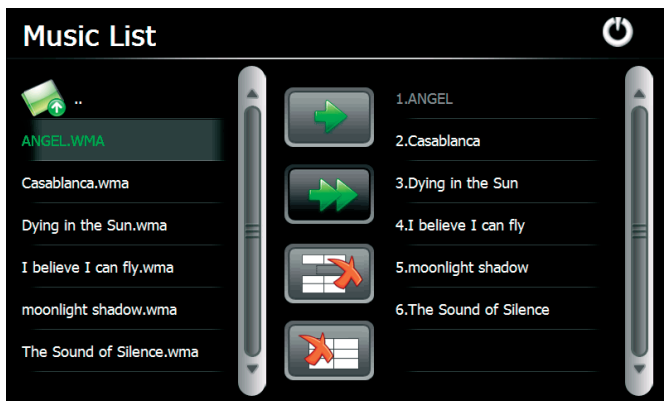 Music List
..
ANGEL.WMA
Casablanca.wma
Dying in the Sun.wma
I believe I can fly.wma
moonlight shadow.wma
The Sound of Silence.wma
1.ANGEL
2.Casablanca
3.Dying in the Sun
4.I believe I can fly
5.moonlight shadow
6.The Sound of Silence